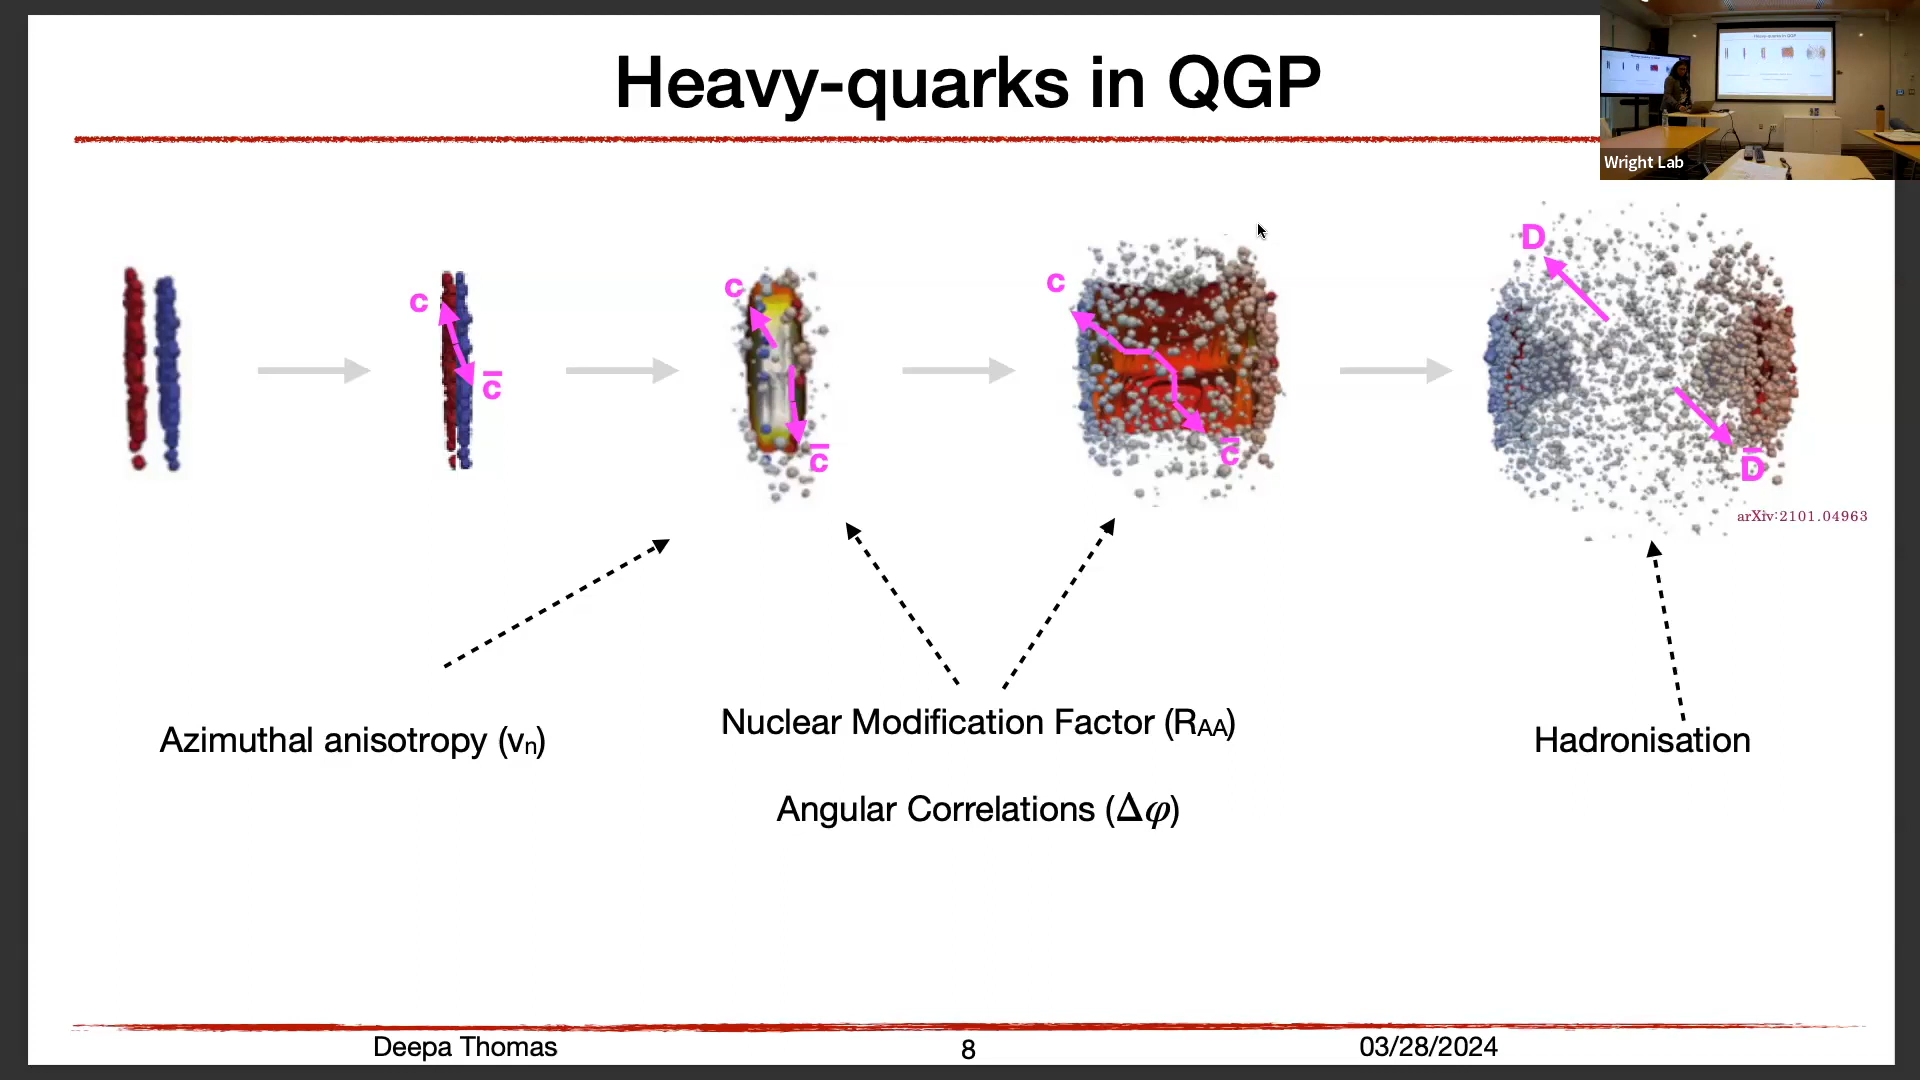 Heavy-quarks in QGP
Wright Lab
c
c̅
c
c̅
c
c̅
D
D̅
arXiv:2101.04963
Azimuthal anisotropy (vₙ)
Nuclear Modification Factor (R_AA)
Angular Correlations (Δφ)
Hadronisation
Deepa Thomas
8
03/28/2024